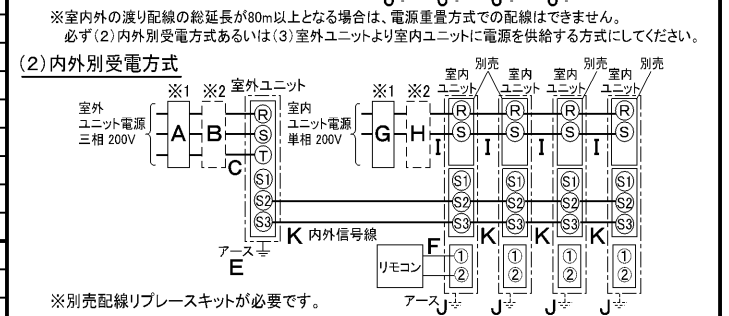 J J J J
※室内外の渡り配線の総延長が80m以上となる場合は、電源重畳方式での配線はできません。
必ず(2)内外別受電方式あるいは(3)室外ユニットより室内ユニットに電源を供給する方式にしてください。
(2)内外別受電方式
※1 ※2 室外ユニット
室外
ユニット電源
三相 200V
A B C
R
S
T
S1
S2
S3
アース
E
K 内外信号線
※1 ※2
室内
ユニット電源
単相 200V
G H I I I I
室内
ユニット
別売
室内
ユニット
室内
ユニット
別売
室内
ユニット
別売
R R R R
S S S S
S1 S1 S1 S1
S2 S2 S2 S2
S3 S3 S3 S3
F K K K
リモコン
① ① ① ①
② ② ② ②
アース J J J J
※別売配線リプレースキットが必要です。